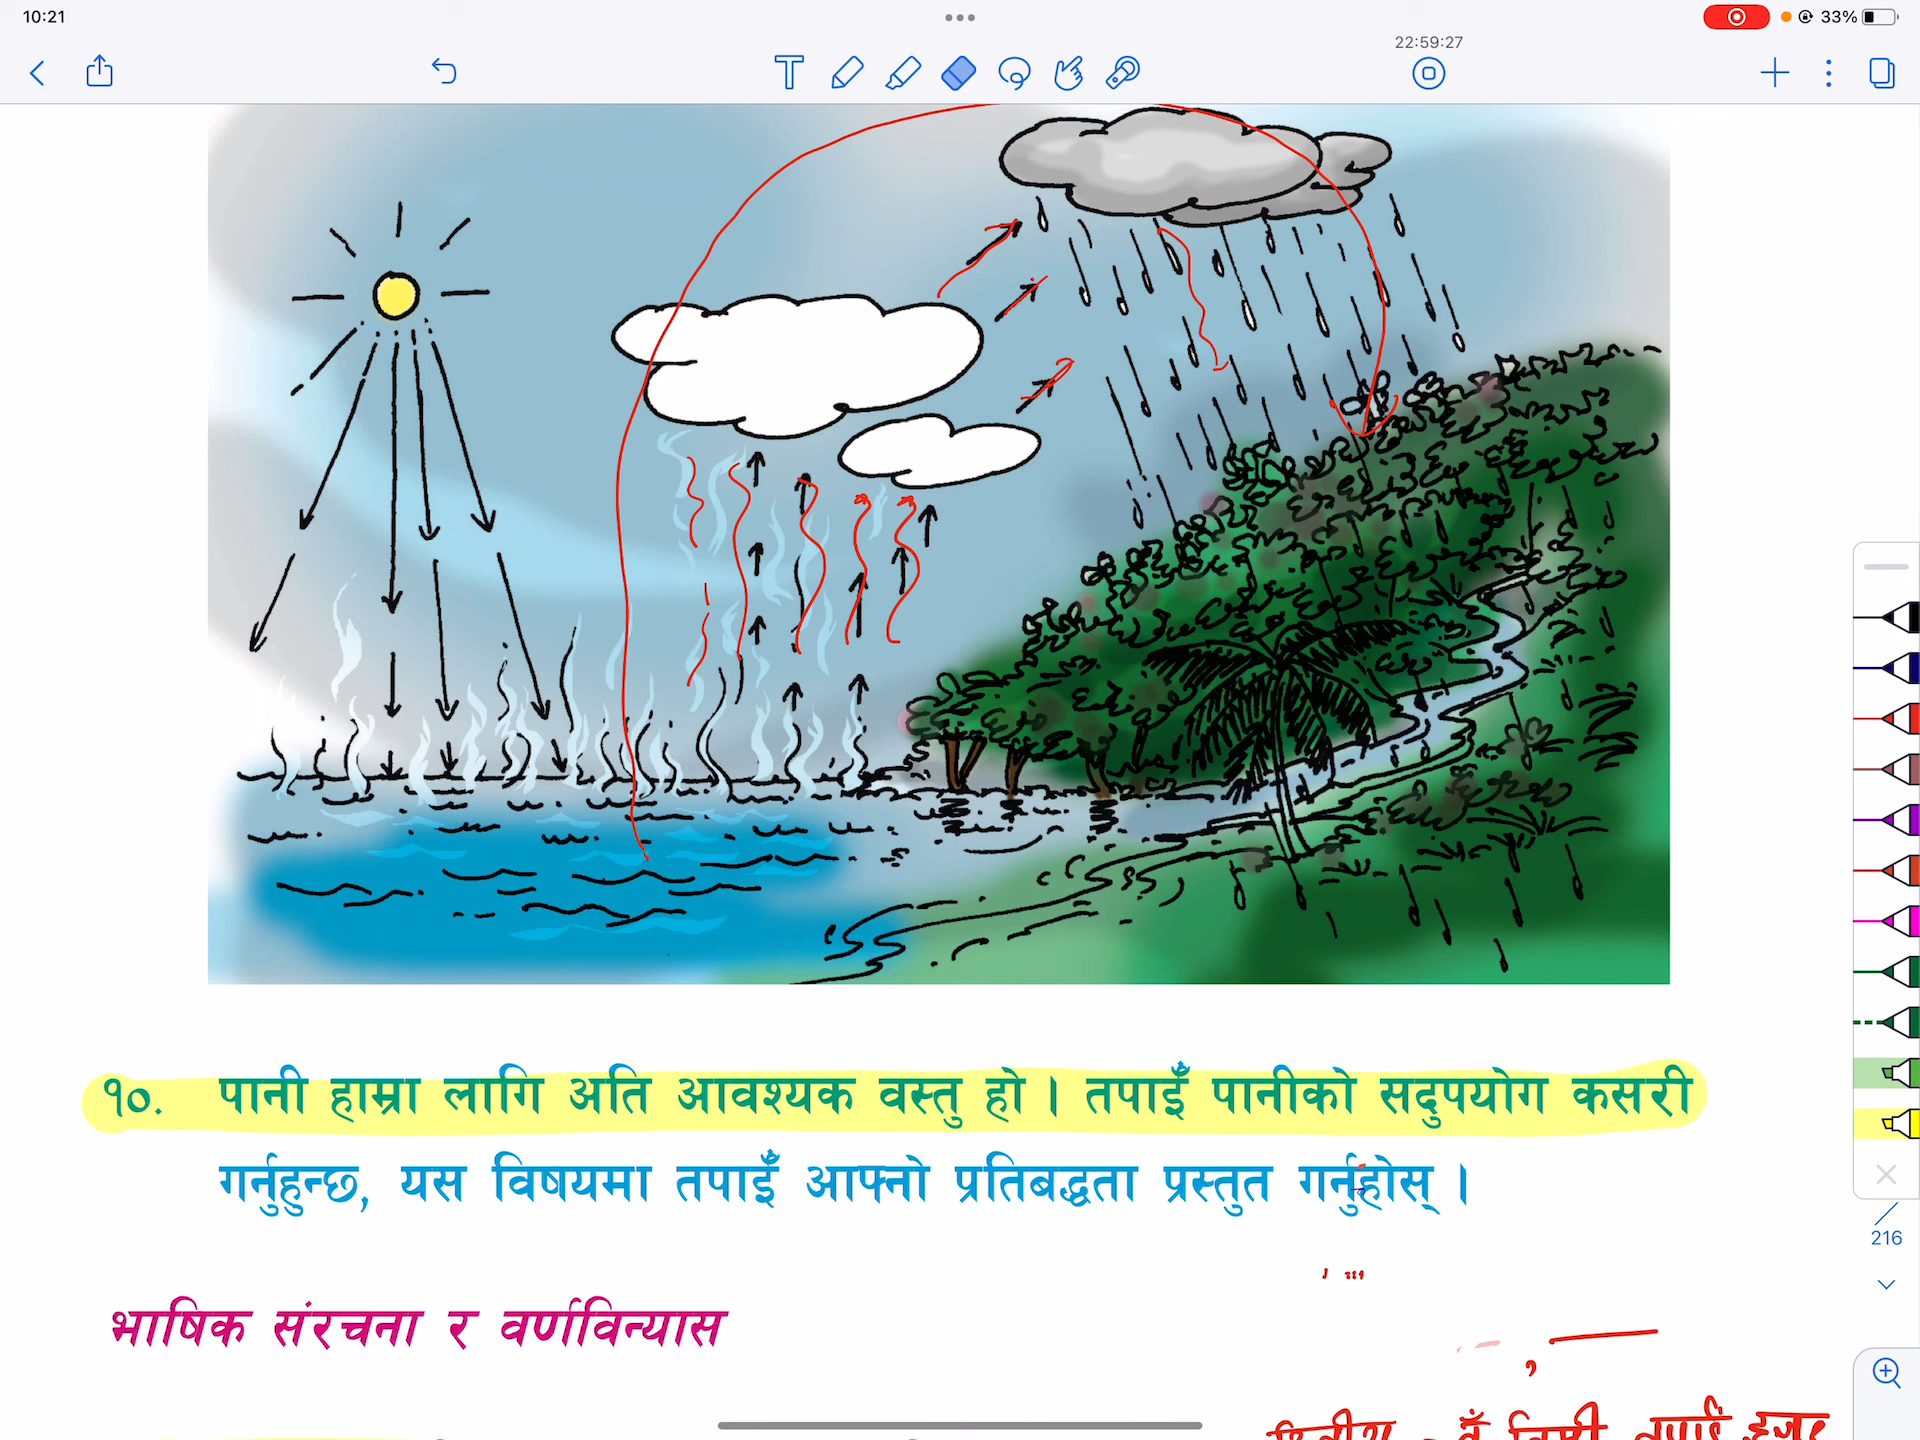 10:21
33%
22:59:27
१०. पानी हाम्रा लागि अति आवश्यक वस्तु हो । तपाईँ पानीको सदुपयोग कसरी
गर्नुहुन्छ, यस विषयमा तपाईँ आफ्नो प्रतिबद्धता प्रस्तुत गर्नुहोस् ।
216
भाषिक संरचना र वर्णविन्यास